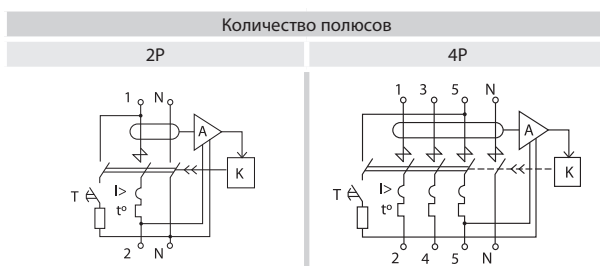 Количество полюсов
2P 4P
1 N
A
K
T
I>
t°
2 N
1 3 5 N
A
K
T
I>
t°
2 4 5 N